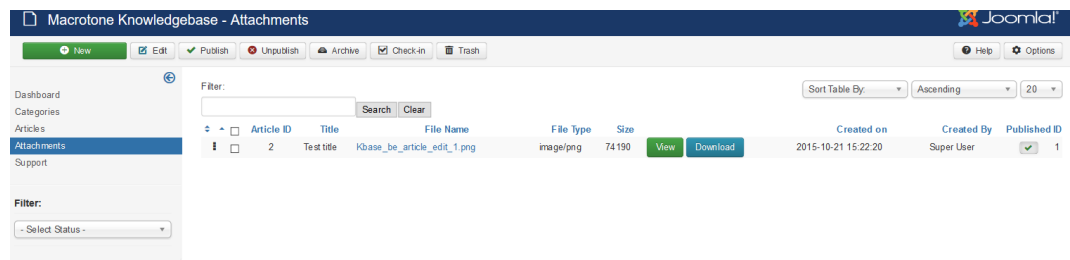 Macrotone Knowledgebase - Attachments
Joomla!
New Edit Publish Unpublish Archive Check-in Trash Help Options
Dashboard
Categories
Articles
Attachments
Support
Filter:
- Select Status -
Filter:
Search Clear
Sort Table By: Ascending 20
Article ID Title File Name File Type Size Created on Created By Published ID
2 Test title Kbase_be_article_edit_1.png image/png 74190 View Download 2015-10-21 15:22:20 Super User 1